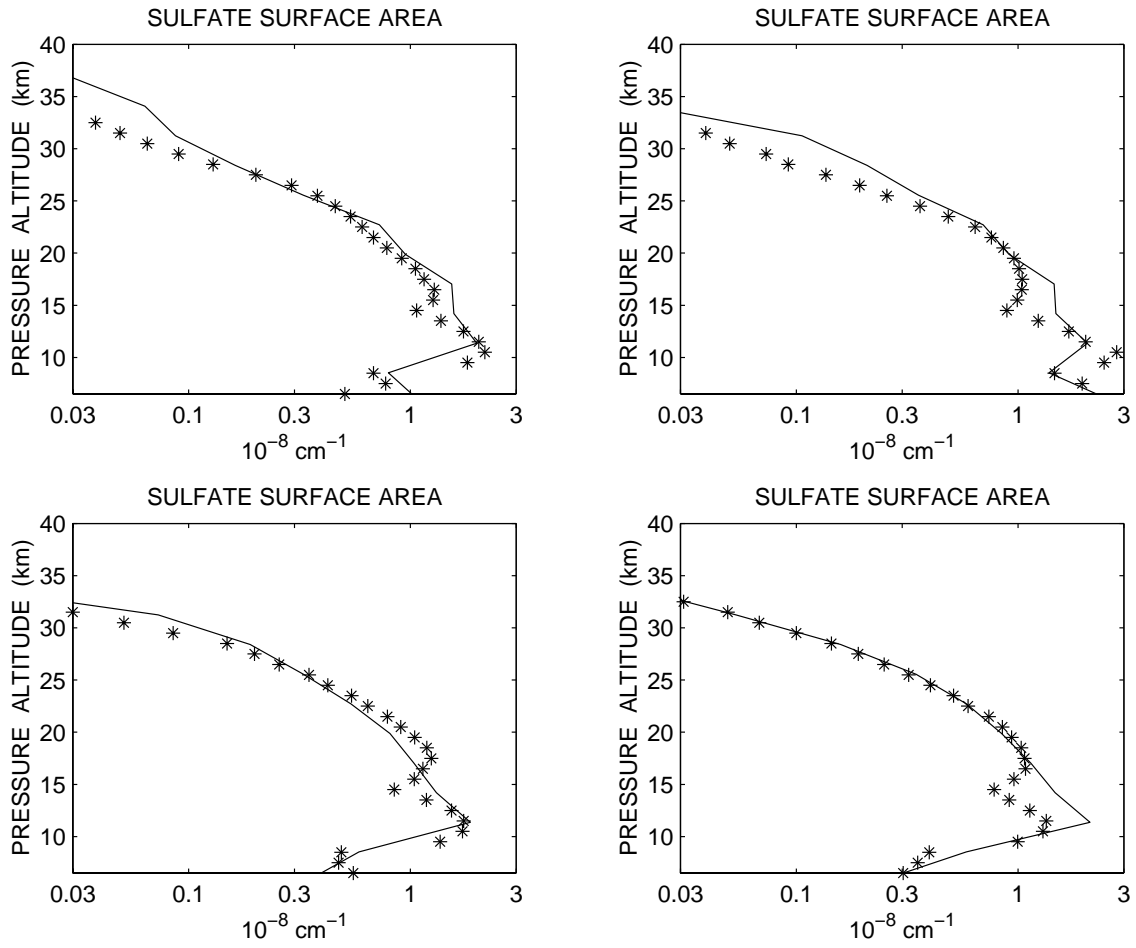 SULFATE SURFACE AREA
40
35
30
25
20
15
10
PRESSURE ALTITUDE (km)
0.03 0.1 0.3 1 3
10⁻⁸ cm⁻¹
SULFATE SURFACE AREA
40
35
30
25
20
15
10
PRESSURE ALTITUDE (km)
0.03 0.1 0.3 1 3
10⁻⁸ cm⁻¹
SULFATE SURFACE AREA
40
35
30
25
20
15
10
PRESSURE ALTITUDE (km)
0.03 0.1 0.3 1 3
10⁻⁸ cm⁻¹
SULFATE SURFACE AREA
40
35
30
25
20
15
10
PRESSURE ALTITUDE (km)
0.03 0.1 0.3 1 3
10⁻⁸ cm⁻¹